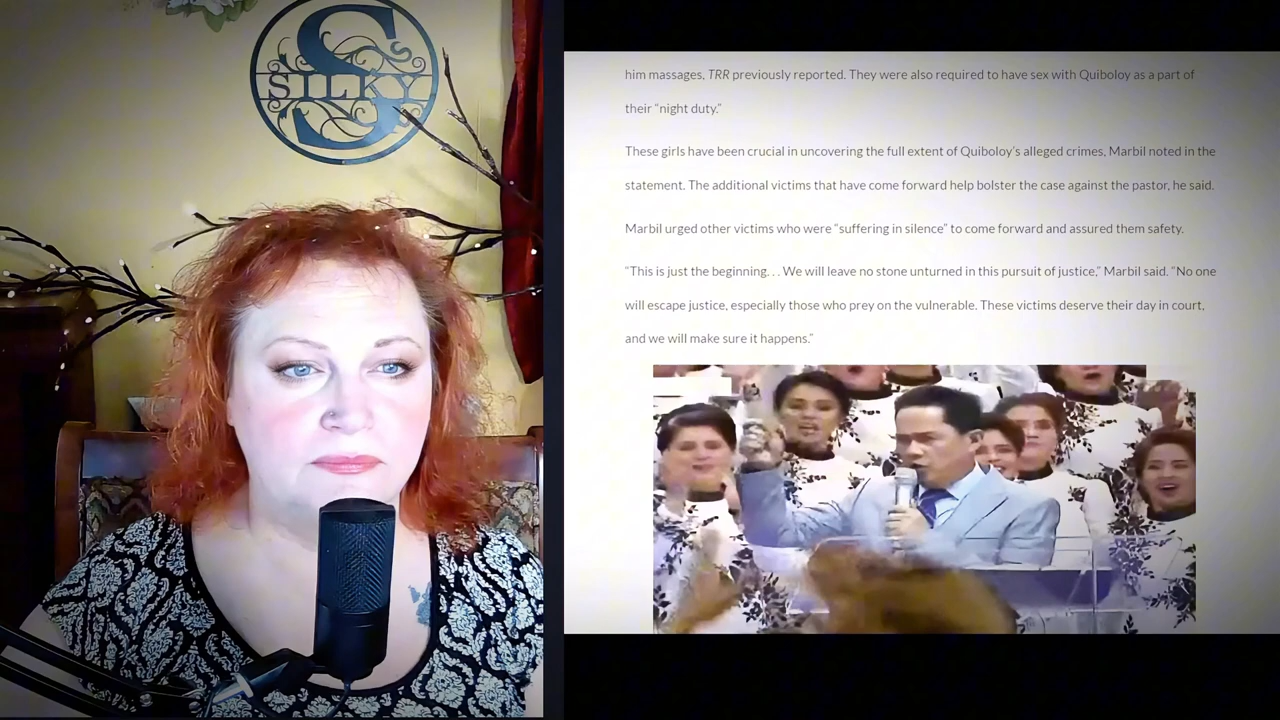 S
SILKY
him massages, TRR previously reported. They were also required to have sex with Quiboloy as a part of
their “night duty.”
These girls have been crucial in uncovering the full extent of Quiboloy’s alleged crimes, Marbil noted in the
statement. The additional victims that have come forward help bolster the case against the pastor, he said.
Marbil urged other victims who were “suffering in silence” to come forward and assured them safety.
“This is just the beginning. . . We will leave no stone unturned in this pursuit of justice,” Marbil said. “No one
will escape justice, especially those who prey on the vulnerable. These victims deserve their day in court,
and we will make sure it happens.”